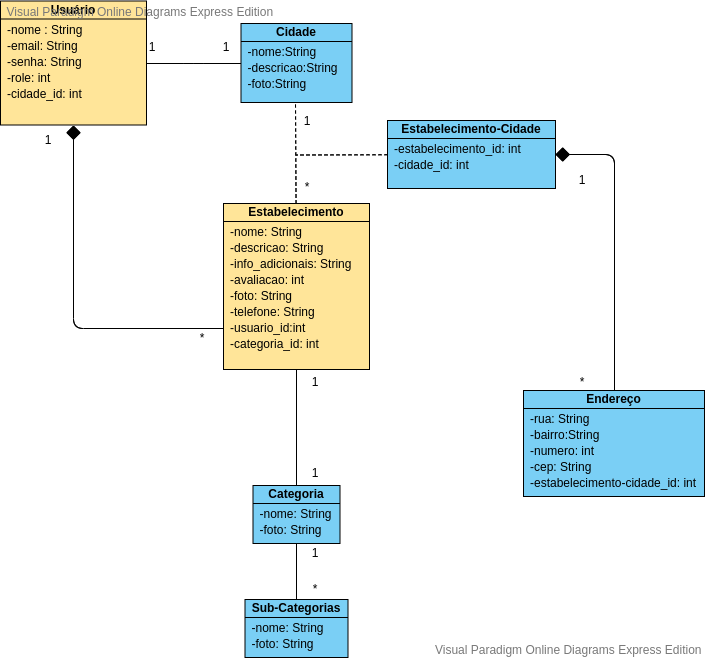 Visual Paradigm Online Diagrams Express Edition
Usuário
-nome : String
-email: String
-senha: String
-role: int
-cidade_id: int
1
1
Cidade
-nome:String
-descricao:String
-foto:String
1
*
Estabelecimento-Cidade
-estabelecimento_id: int
-cidade_id: int
1
*
1
*
Estabelecimento
-nome: String
-descricao: String
-info_adicionais: String
-avaliacao: int
-foto: String
-telefone: String
-usuario_id:int
-categoria_id: int
1
1
Endereço
-rua: String
-bairro:String
-numero: int
-cep: String
-estabelecimento-cidade_id: int
Categoria
-nome: String
-foto: String
1
*
Sub-Categorias
-nome: String
-foto: String
Visual Paradigm Online Diagrams Express Edition